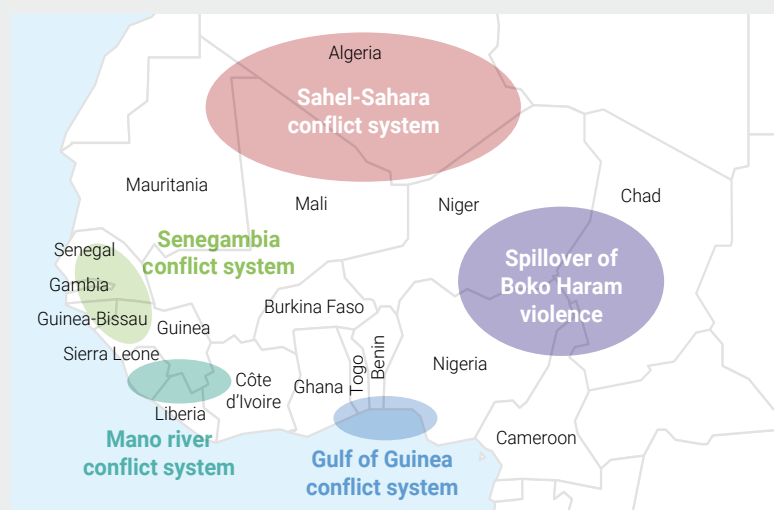 Algeria
Sahel-Sahara
conflict system
Mauritania
Mali
Niger
Chad
Senegal
Senegambia
conflict system
Gambia
Guinea-Bissau
Guinea
Sierra Leone
Burkina Faso
Spillover of
Boko Haram
violence
Nigeria
Benin
Togo
Ghana
Côte
d’Ivoire
Liberia
Mano river
conflict system
Gulf of Guinea
conflict system
Cameroon